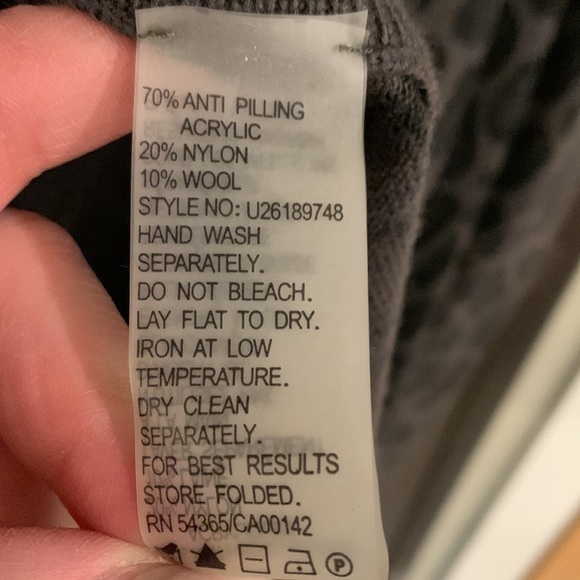 70% ANTI PILLING
ACRYLIC
20% NYLON
10% WOOL
STYLE NO: U26189748
HAND WASH
SEPARATELY.
DO NOT BLEACH.
LAY FLAT TO DRY.
IRON AT LOW
TEMPERATURE.
DRY CLEAN
SEPARATELY.
FOR BEST RESULTS
STORE FOLDED.
RN 54365/CA00142
P